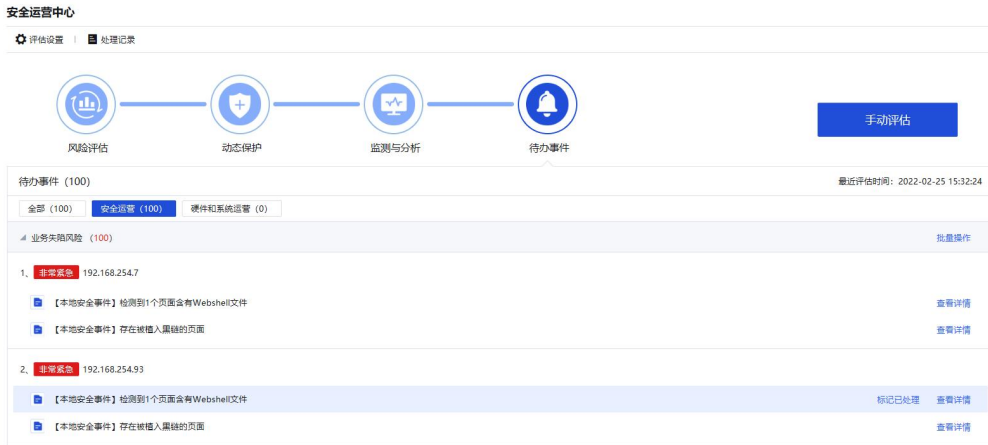 安全运营中心
评估设置 | 处理记录
风险评估 动态保护 监测与分析 待办事件 手动评估
待办事件（100） 最近评估时间：2022-02-25 15:32:24
全部（100） 安全运营（100） 硬件和系统运营（0）
业务失陷风险 （100） 批量操作
1、 非常紧急 192.168.254.7
【本地安全事件】检测到1个页面含有Webshell文件 查看详情
【本地安全事件】存在被植入黑链的页面 查看详情
2、 非常紧急 192.168.254.93
【本地安全事件】检测到1个页面含有Webshell文件 标记已处理 查看详情
【本地安全事件】存在被植入黑链的页面 查看详情